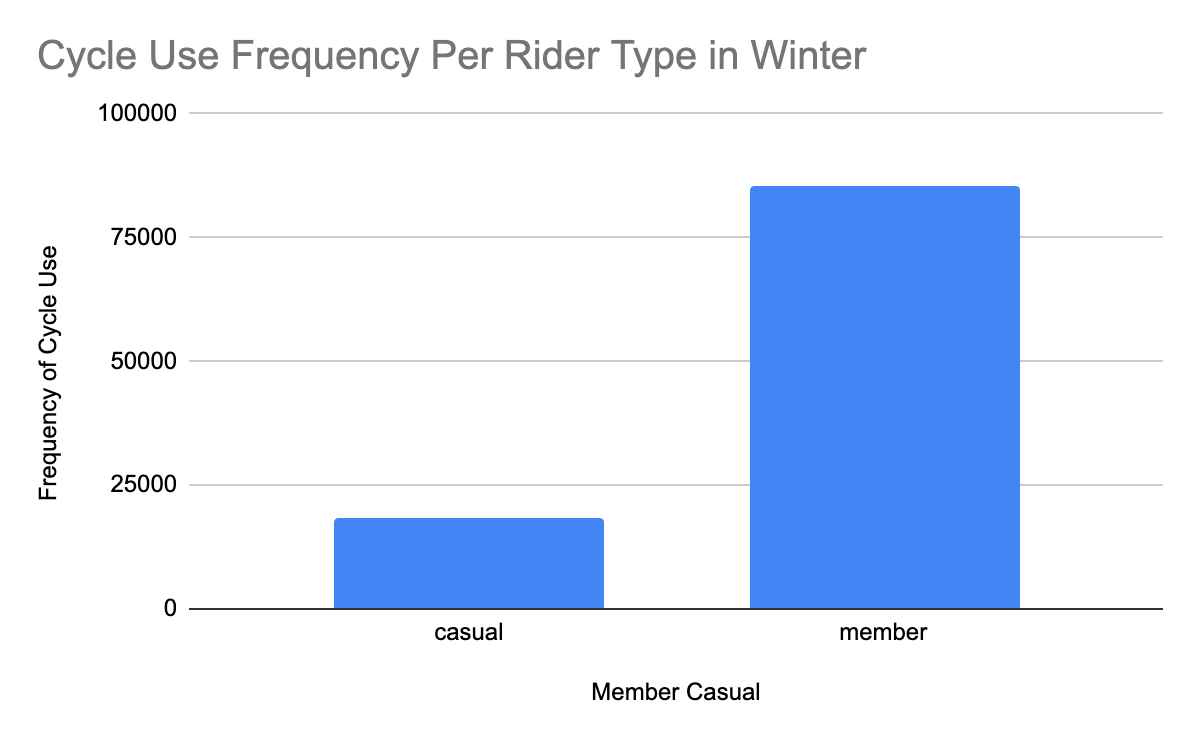 Cycle Use Frequency Per Rider Type in Winter
100000
75000
50000
25000
0
Frequency of Cycle Use
casual
member
Member Casual